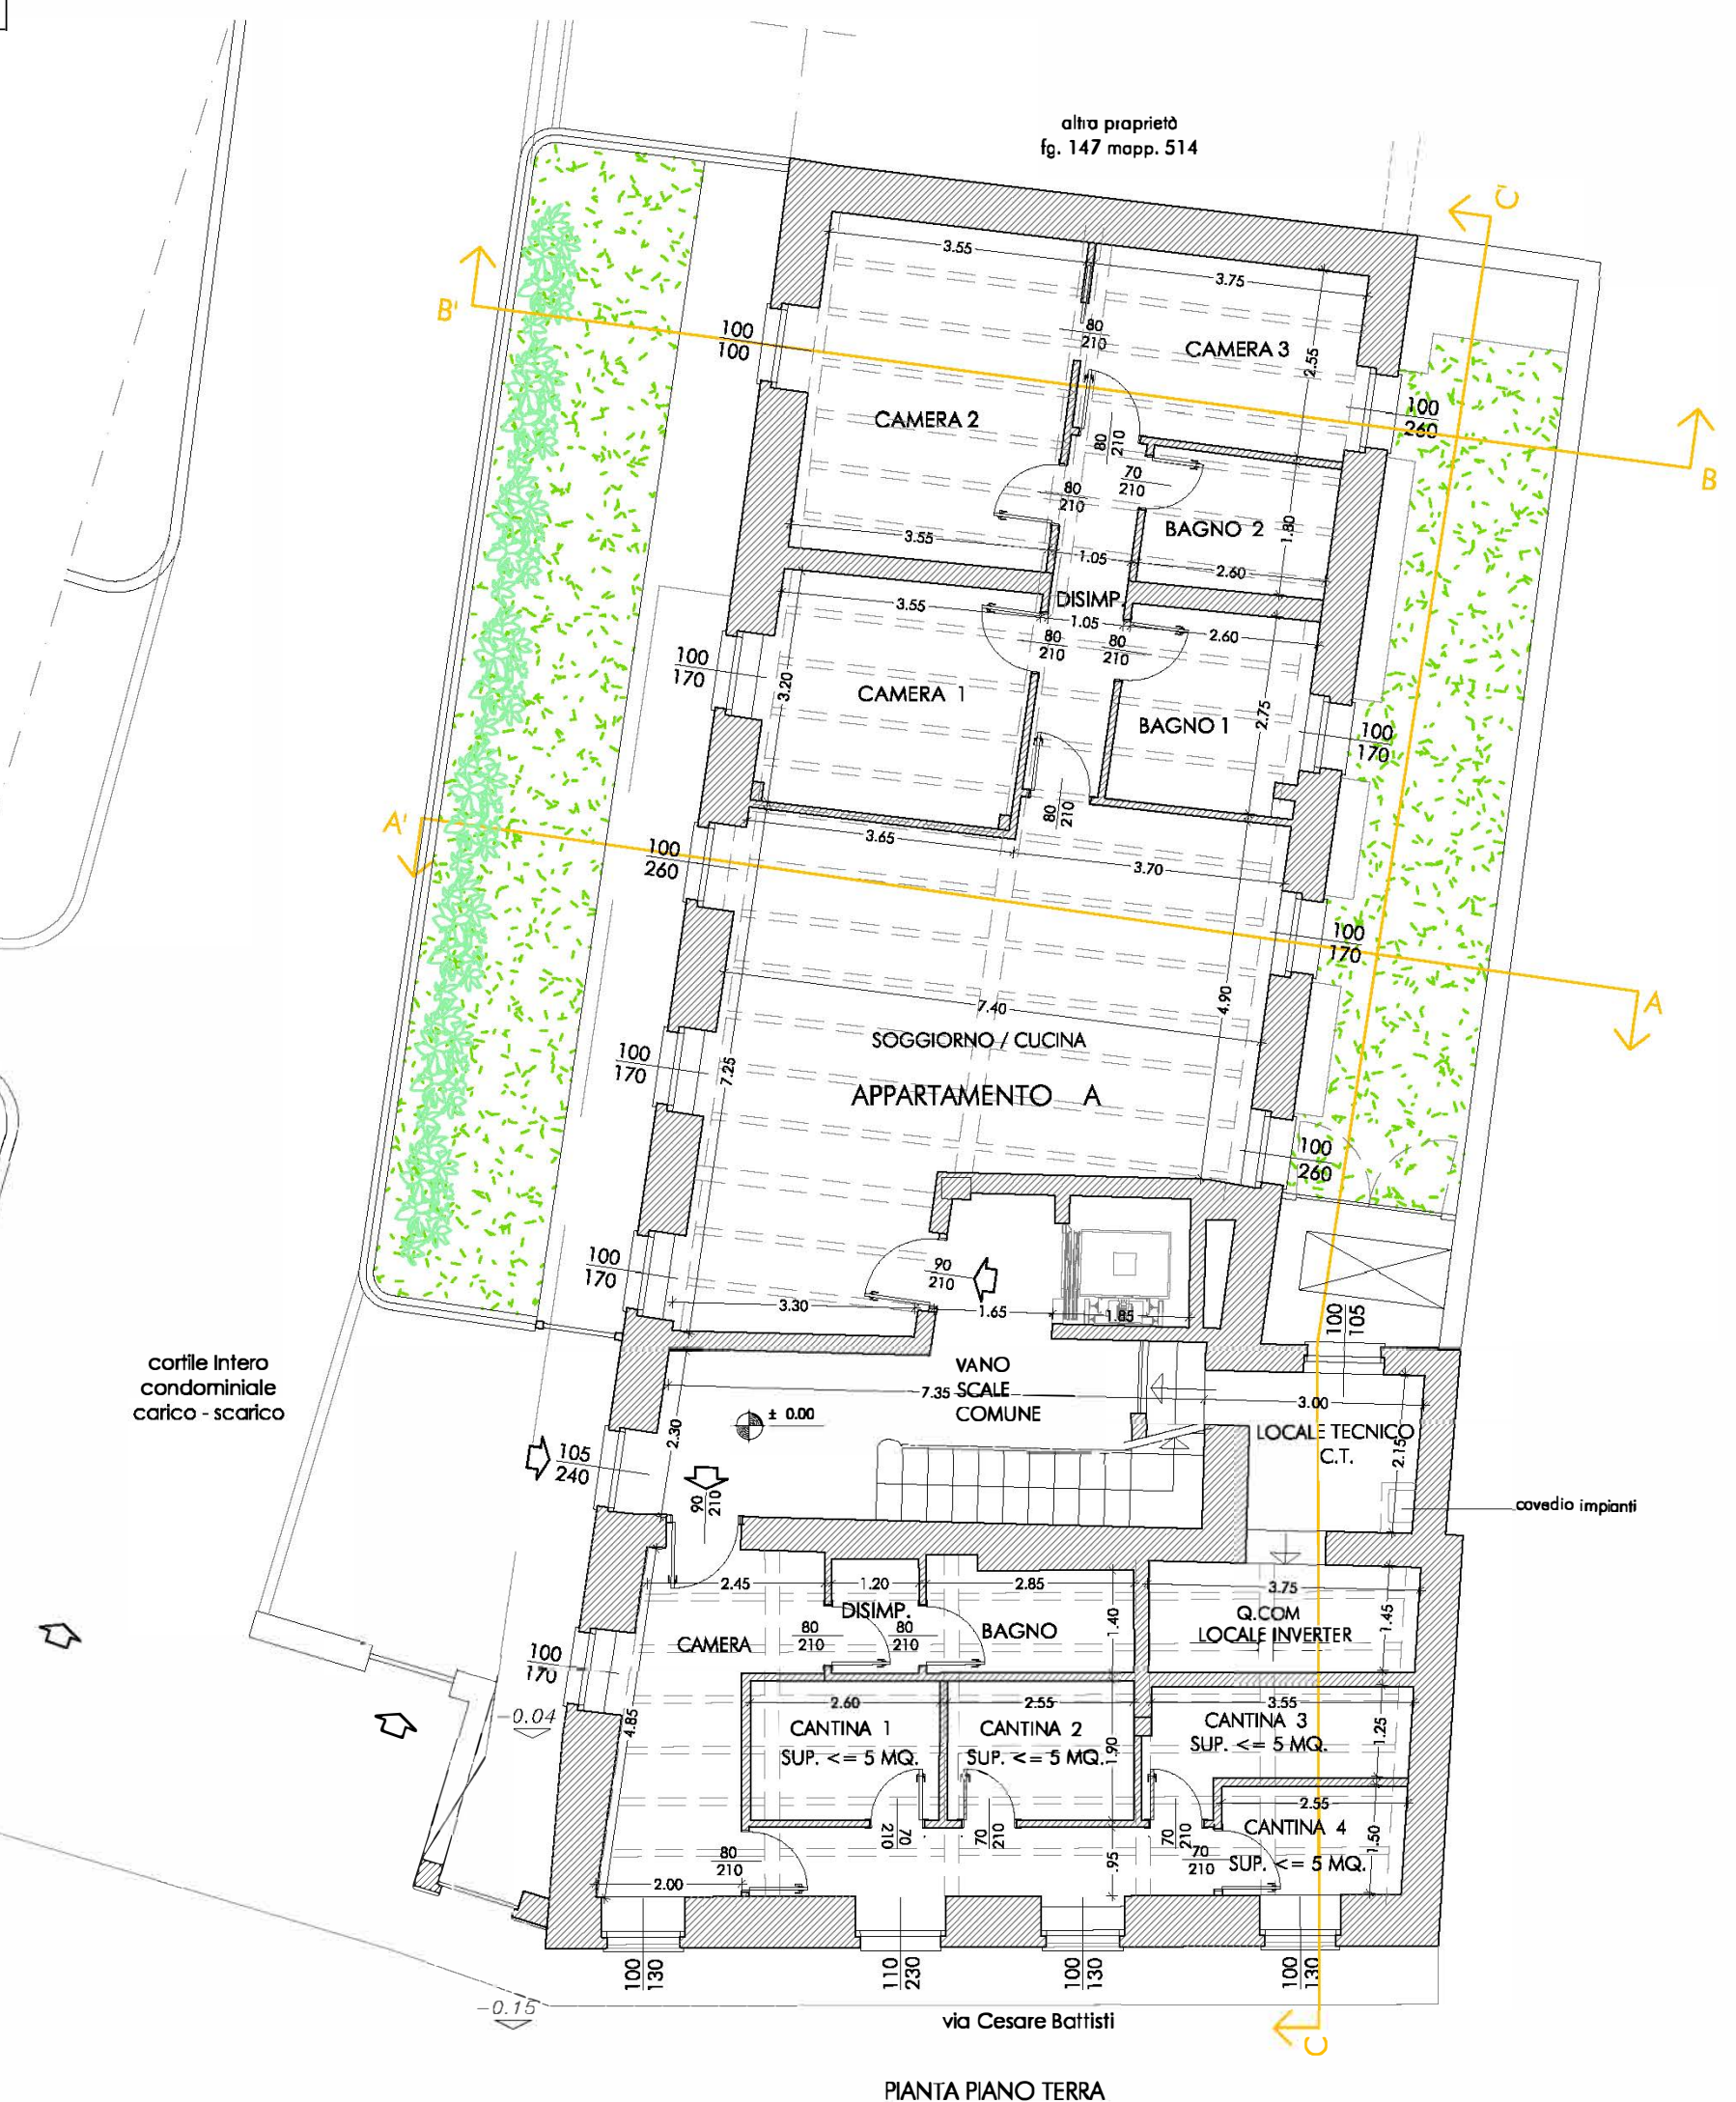 altra praprietà
fg. 147 mapp. 514
C'
B'
3.55
3.75
100
100
80
210
CAMERA 3
2.55
CAMERA 2
100
260
B
80
210
70
210
80
210
BAGNO 2
1.80
3.55
1.05
2.60
DISIMP.
3.55
1.05
2.60
80
210
80
210
100
170
3.20
CAMERA 1
BAGNO 1
2.75
100
170
80
210
A'
100
260
3.65
3.70
100
170
A
7.40
4.90
SOGGIORNO / CUCINA
100
170
7.25
APPARTAMENTO A
100
260
100
170
90
210
3.30
1.65
1.85
100
105
cortile Intero
condominiale
carico - scarico
VANO
SCALE
COMUNE
7.35
± 0.00
2.30
3.00
LOCALE TECNICO
C.T.
2.15
105
240
90
210
cavedio impianti
2.45
1.20
2.85
3.75
DISIMP.
CAMERA
80
210
80
210
BAGNO
1.40
Q.COM
LOCALE INVERTER
1.45
100
170
-0.04
4.85
2.60
2.55
3.55
CANTINA 1
SUP. <= 5 MQ.
CANTINA 2
SUP. <= 5 MQ.
1.90
CANTINA 3
SUP. <= 5 MQ.
1.25
2.55
CANTINA 4
SUP. <= 5 MQ.
1.50
70
210
70
210
70
210
70
210
80
210
.95
2.00
100
130
110
230
100
130
100
130
-0.15
via Cesare Battisti
C
PIANTA PIANO TERRA